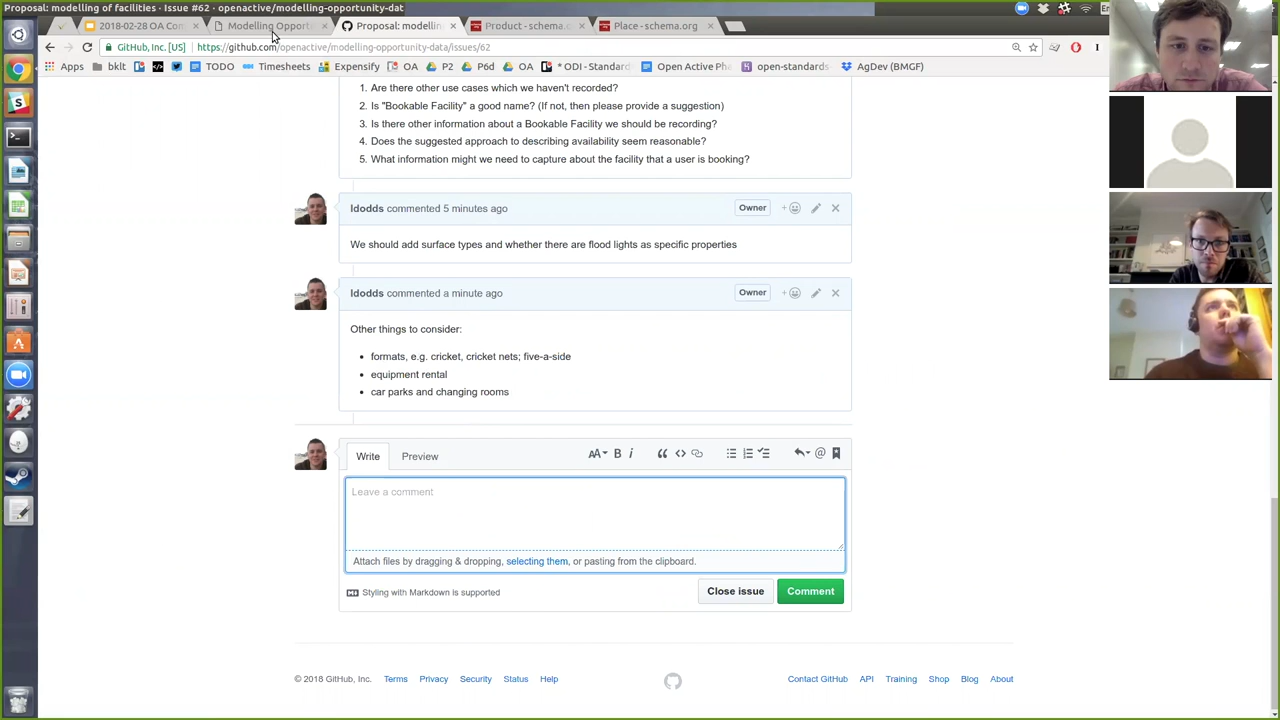 Proposal: modelling of facilities · Issue #62 · openactive/modelling-opportunity-dat
2018-02-28 OA Con
Modelling Opportu
Proposal: modellin
Product - schema.o
Place - schema.org
GitHub, Inc. [US]
https://github.com/openactive/modelling-opportunity-data/issues/62
Apps
bklt
TODO
Timesheets
Expensify
OA
P2
P6d
OA
* ODI - Standard
Open Active Pha
open-standards
AgDev (BMGF)
1. Are there other use cases which we haven't recorded?
2. Is "Bookable Facility" a good name? (If not, then please provide a suggestion)
3. Is there other information about a Bookable Facility we should be recording?
4. Does the suggested approach to describing availability seem reasonable?
5. What information might we need to capture about the facility that a user is booking?
ldodds commented 5 minutes ago
Owner
We should add surface types and whether there are flood lights as specific properties
ldodds commented a minute ago
Owner
Other things to consider:
• formats, e.g. cricket, cricket nets; five-a-side
• equipment rental
• car parks and changing rooms
Write
Preview
AA
B
i
Leave a comment
Attach files by dragging & dropping, selecting them, or pasting from the clipboard.
Styling with Markdown is supported
Close issue
Comment
© 2018 GitHub, Inc.
Terms
Privacy
Security
Status
Help
Contact GitHub
API
Training
Shop
Blog
About